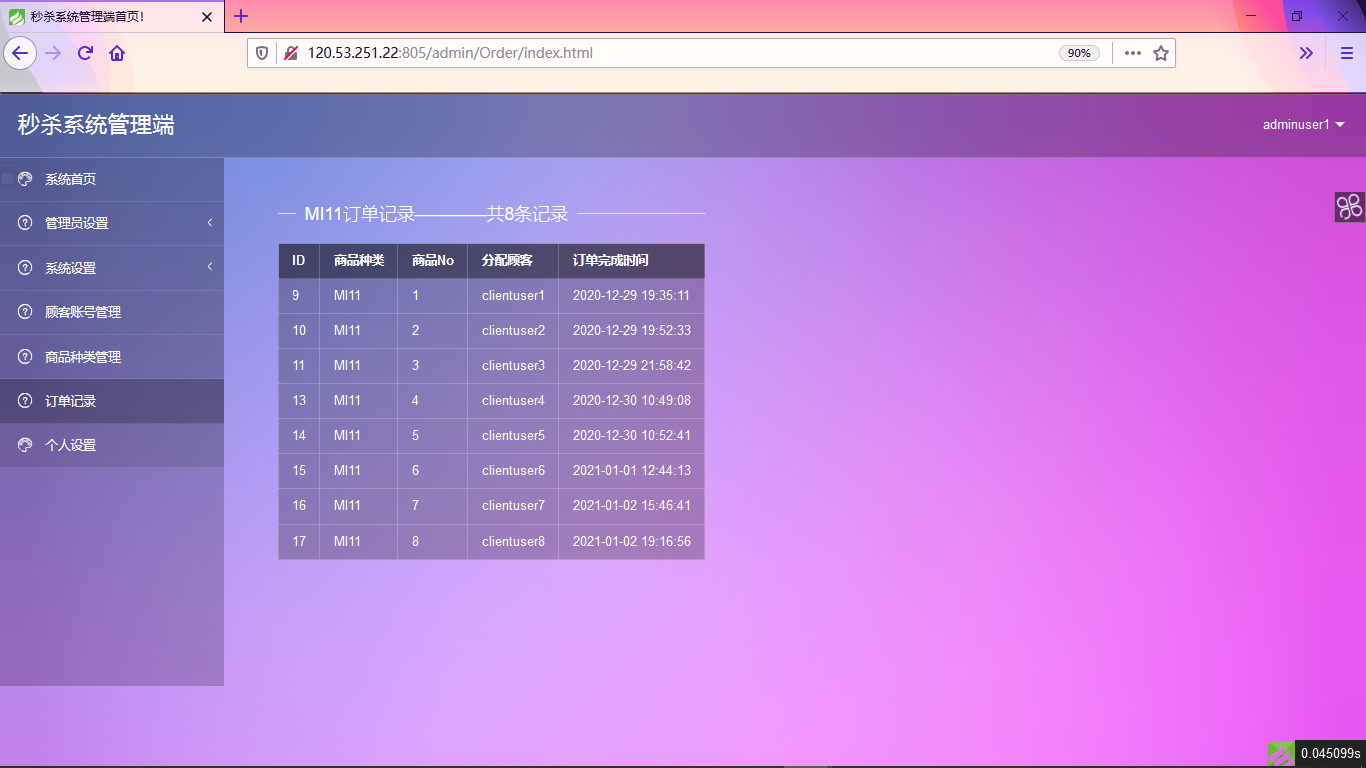 秒杀系统管理端首页!
120.53.251.22:805/admin/Order/index.html
90%
秒杀系统管理端
adminuser1
系统首页
管理员设置
系统设置
顾客账号管理
商品种类管理
订单记录
个人设置
MI11订单记录————共8条记录
ID 商品种类 商品No 分配顾客 订单完成时间
9 MI11 1 clientuser1 2020-12-29 19:35:11
10 MI11 2 clientuser2 2020-12-29 19:52:33
11 MI11 3 clientuser3 2020-12-29 21:58:42
13 MI11 4 clientuser4 2020-12-30 10:49:08
14 MI11 5 clientuser5 2020-12-30 10:52:41
15 MI11 6 clientuser6 2021-01-01 12:44:13
16 MI11 7 clientuser7 2021-01-02 15:46:41
17 MI11 8 clientuser8 2021-01-02 19:16:56
0.045099s